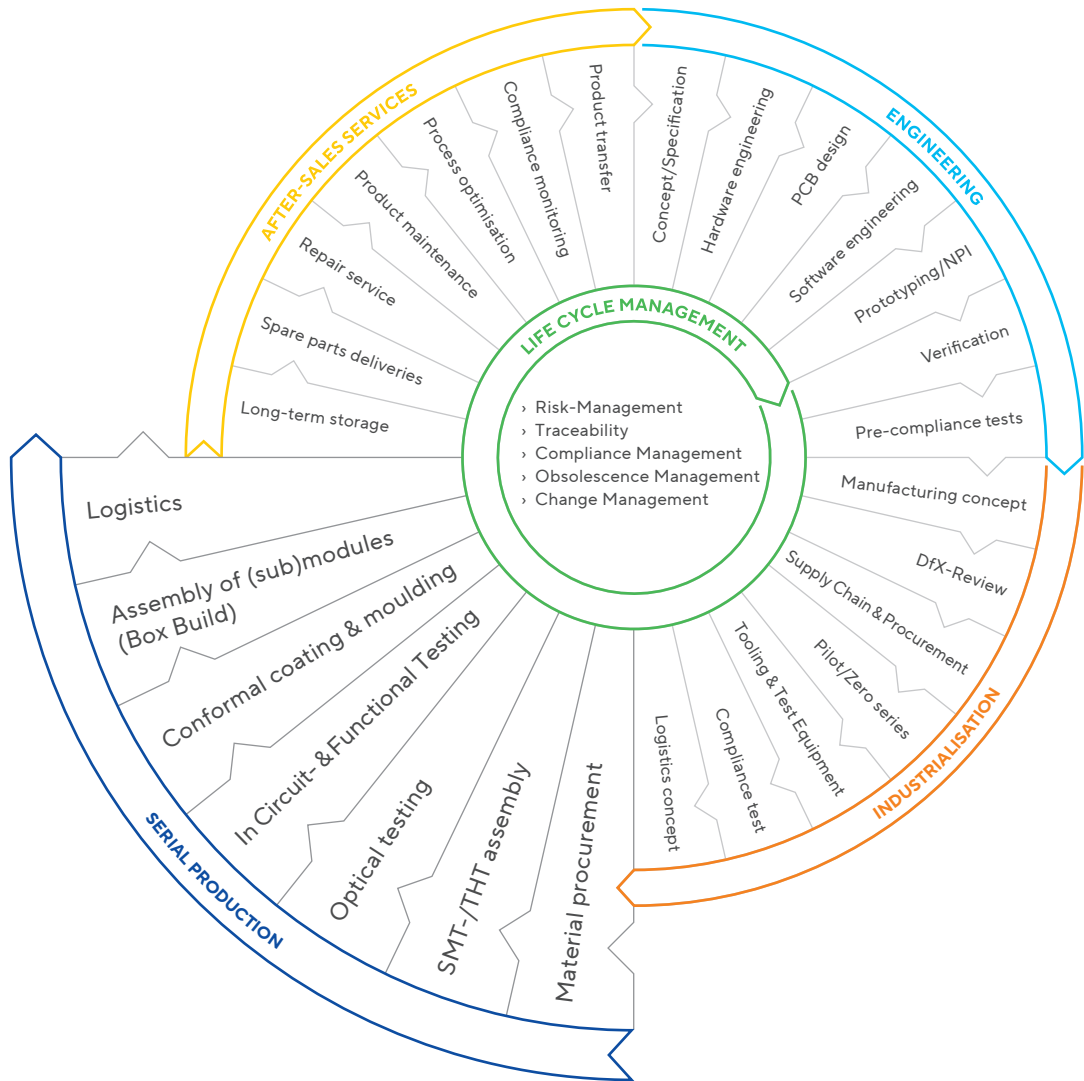 ENGINEERING
Concept/Specification
Hardware engineering
PCB design
Software engineering
Prototyping/NPI
Verification
Pre-compliance tests
INDUSTRIALISATION
Manufacturing concept
DfX-Review
Supply Chain & Procurement
Pilot/Zero series
Tooling & Test Equipment
Compliance test
Logistics concept
SERIAL PRODUCTION
Material procurement
SMT-/THT assembly
Optical testing
In Circuit- &Functional Testing
Conformal coating & moulding
Assembly of (sub)modules
(Box Build)
Logistics
AFTER-SALES SERVICES
Long-term storage
Spare parts deliveries
Repair service
Product maintenance
Process optimisation
Compliance monitoring
Product transfer
LIFE CYCLE MANAGEMENT
› Risk-Management
› Traceability
› Compliance Management
› Obsolescence Management
› Change Management